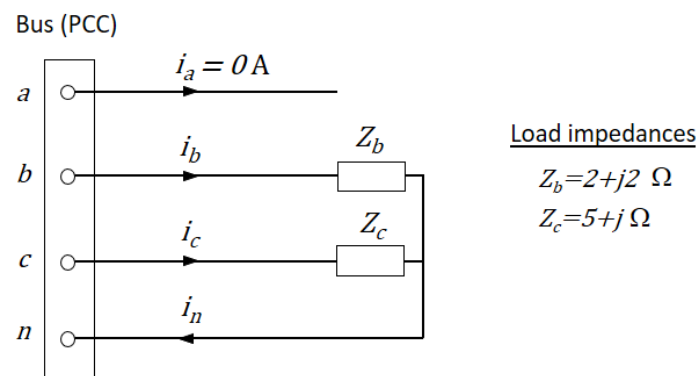 Bus (PCC)
a
i_a = 0 A
b
i_b
Z_b
c
i_c
Z_c
n
i_n
Load impedances
Z_b=2+j2 Ω
Z_c=5+j Ω